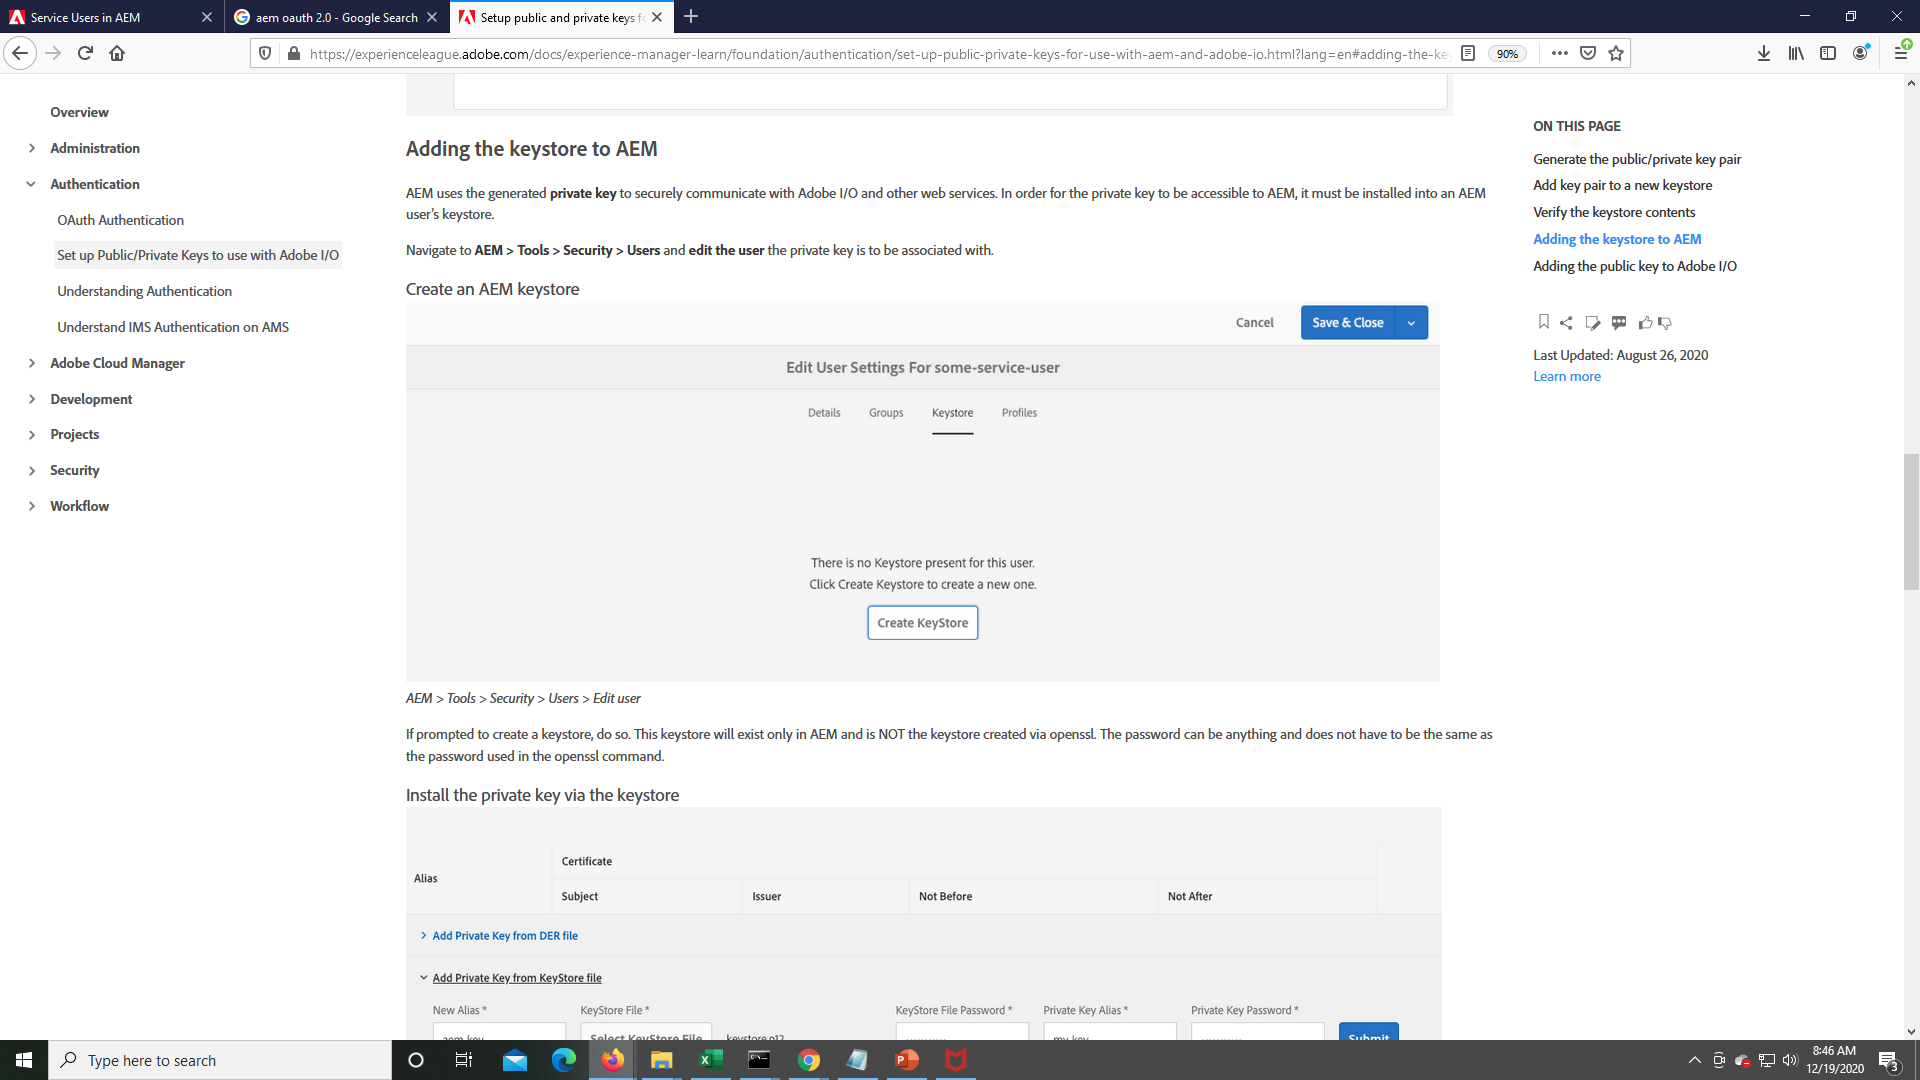 Service Users in AEM
aem oauth 2.0 - Google Search
Setup public and private keys f
https://experienceleague.adobe.com/docs/experience-manager-learn/foundation/authentication/set-up-public-private-keys-for-use-with-aem-and-adobe-io.html?lang=en#adding-the-ke
90%
Overview
Administration
Authentication
OAuth Authentication
Set up Public/Private Keys to use with Adobe I/O
Understanding Authentication
Understand IMS Authentication on AMS
Adobe Cloud Manager
Development
Projects
Security
Workflow
Adding the keystore to AEM
AEM uses the generated private key to securely communicate with Adobe I/O and other web services. In order for the private key to be accessible to AEM, it must be installed into an AEM
user's keystore.
Navigate to AEM > Tools > Security > Users and edit the user the private key is to be associated with.
Create an AEM keystore
Cancel
Save & Close
Edit User Settings For some-service-user
Details Groups Keystore Profiles
There is no Keystore present for this user.
Click Create Keystore to create a new one.
Create KeyStore
AEM > Tools > Security > Users > Edit user
If prompted to create a keystore, do so. This keystore will exist only in AEM and is NOT the keystore created via openssl. The password can be anything and does not have to be the same as
the password used in the openssl command.
Install the private key via the keystore
Alias
Certificate
Subject Issuer Not Before Not After
Add Private Key from DER file
Add Private Key from KeyStore file
New Alias * KeyStore File * KeyStore File Password * Private Key Alias * Private Key Password *
aem-key Select KeyStore File keystore.p12 my-key Submit
ON THIS PAGE
Generate the public/private key pair
Add key pair to a new keystore
Verify the keystore contents
Adding the keystore to AEM
Adding the public key to Adobe I/O
Last Updated: August 26, 2020
Learn more
Type here to search
8:46 AM
12/19/2020
3